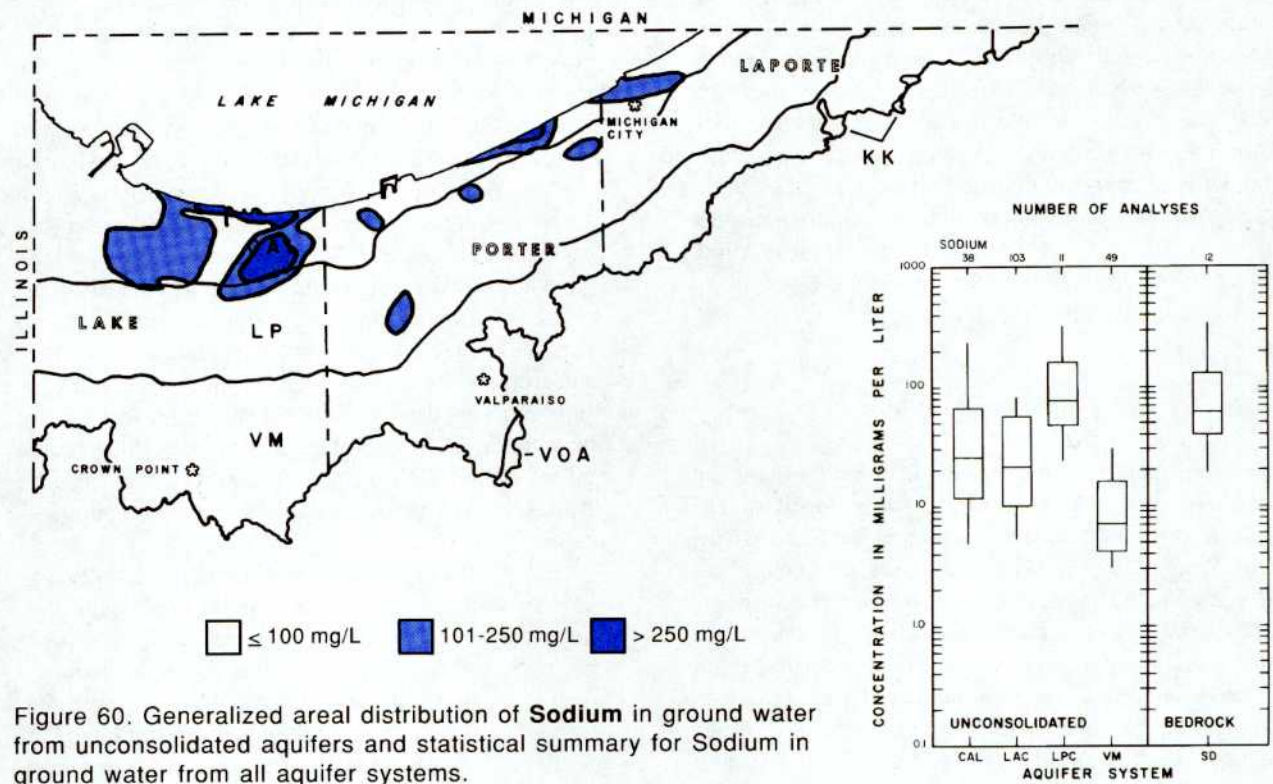 MICHIGAN
LAKE MICHIGAN
LAPORTE
MICHIGAN CITY
KK
ILLINOIS
A
PORTER
LAKE
LP
VALPARAISO
VM
VOA
CROWN POINT
≤ 100 mg/L 101-250 mg/L > 250 mg/L
Figure 60. Generalized areal distribution of Sodium in ground water
from unconsolidated aquifers and statistical summary for Sodium in
ground water from all aquifer systems.
NUMBER OF ANALYSES
SODIUM
36 103 11 49 12
CONCENTRATION IN MILLIGRAMS PER LITER
1000
100
10
1.0
0.1
UNCONSOLIDATED BEDROCK
CAL LAC LPC VM SD
AQUIFER SYSTEM